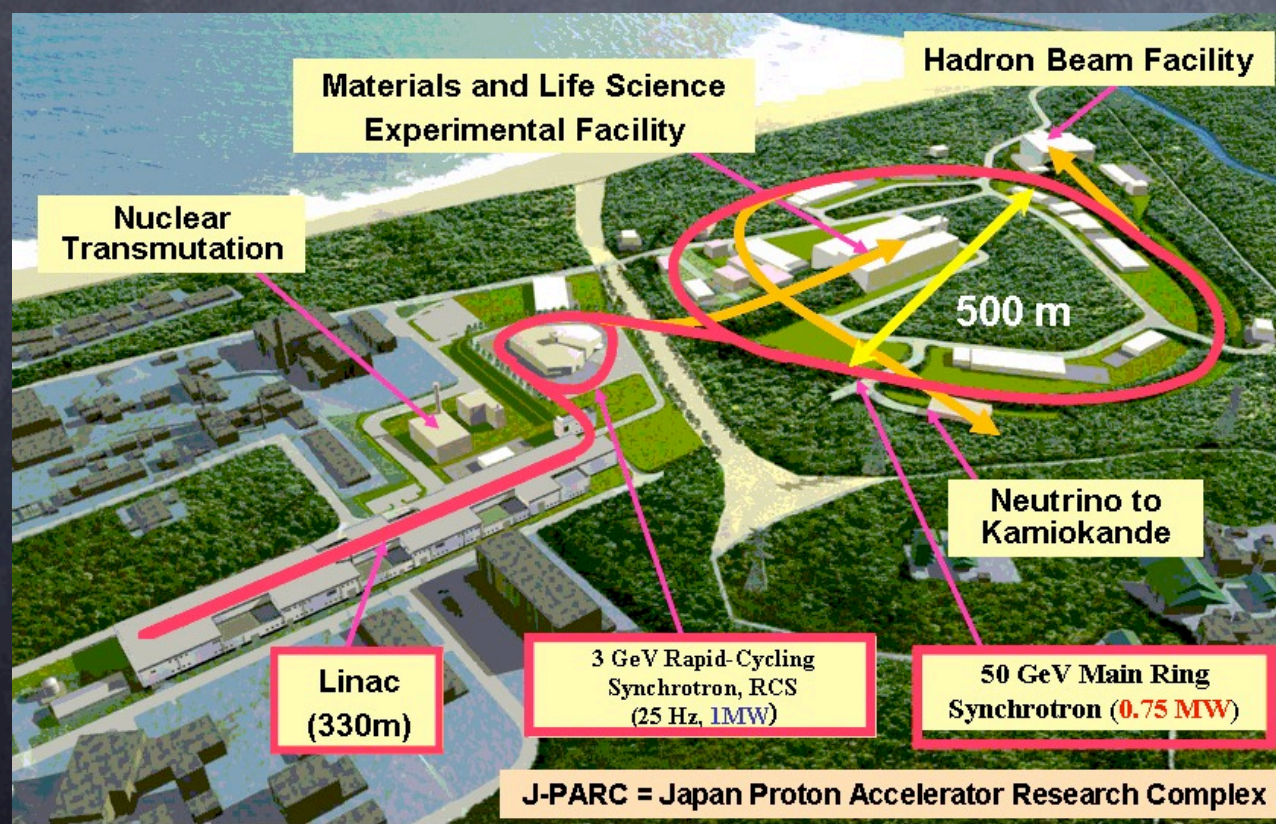 Hadron Beam Facility
Materials and Life Science
Experimental Facility
Nuclear
Transmutation
500 m
Neutrino to
Kamiokande
Linac
(330m)
3 GeV Rapid-Cycling
Synchrotron, RCS
(25 Hz, 1MW)
50 GeV Main Ring
Synchrotron (0.75 MW)
J-PARC = Japan Proton Accelerator Research Complex